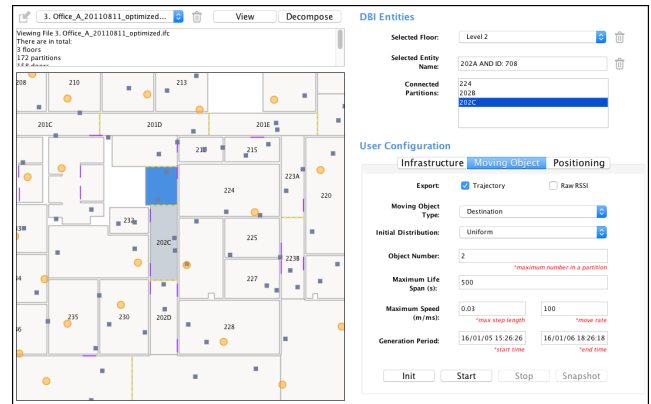 3. Office_A_20110811_optimized...
View
Decompose
Viewing File 3. Office_A_20110811_optimized.ifc
There are in total:
3 floors
172 partitions
158 doors
208
210
213
201C
201D
201E
21
215
223A
224
220
232
202C
225
223B
227
235
230
202D
228
DBI Entities
Selected Floor:
Level 2
Selected Entity
Name:
202A AND ID: 708
Connected
Partitions:
224
202B
202C
User Configuration
Infrastructure
Moving Object
Positioning
Export:
Trajectory
Raw RSSI
Moving Object
Type:
Destination
Initial Distribution:
Uniform
Object Number:
2
*maximum number in a partition
Maximum Life
Span (s):
500
Maximum Speed
(m/ms):
0.03
100
*max step length
*move rate
Generation Period:
16/01/05 15:26:26
16/01/06 18:26:18
*start time
*end time
Init
Start
Stop
Snapshot